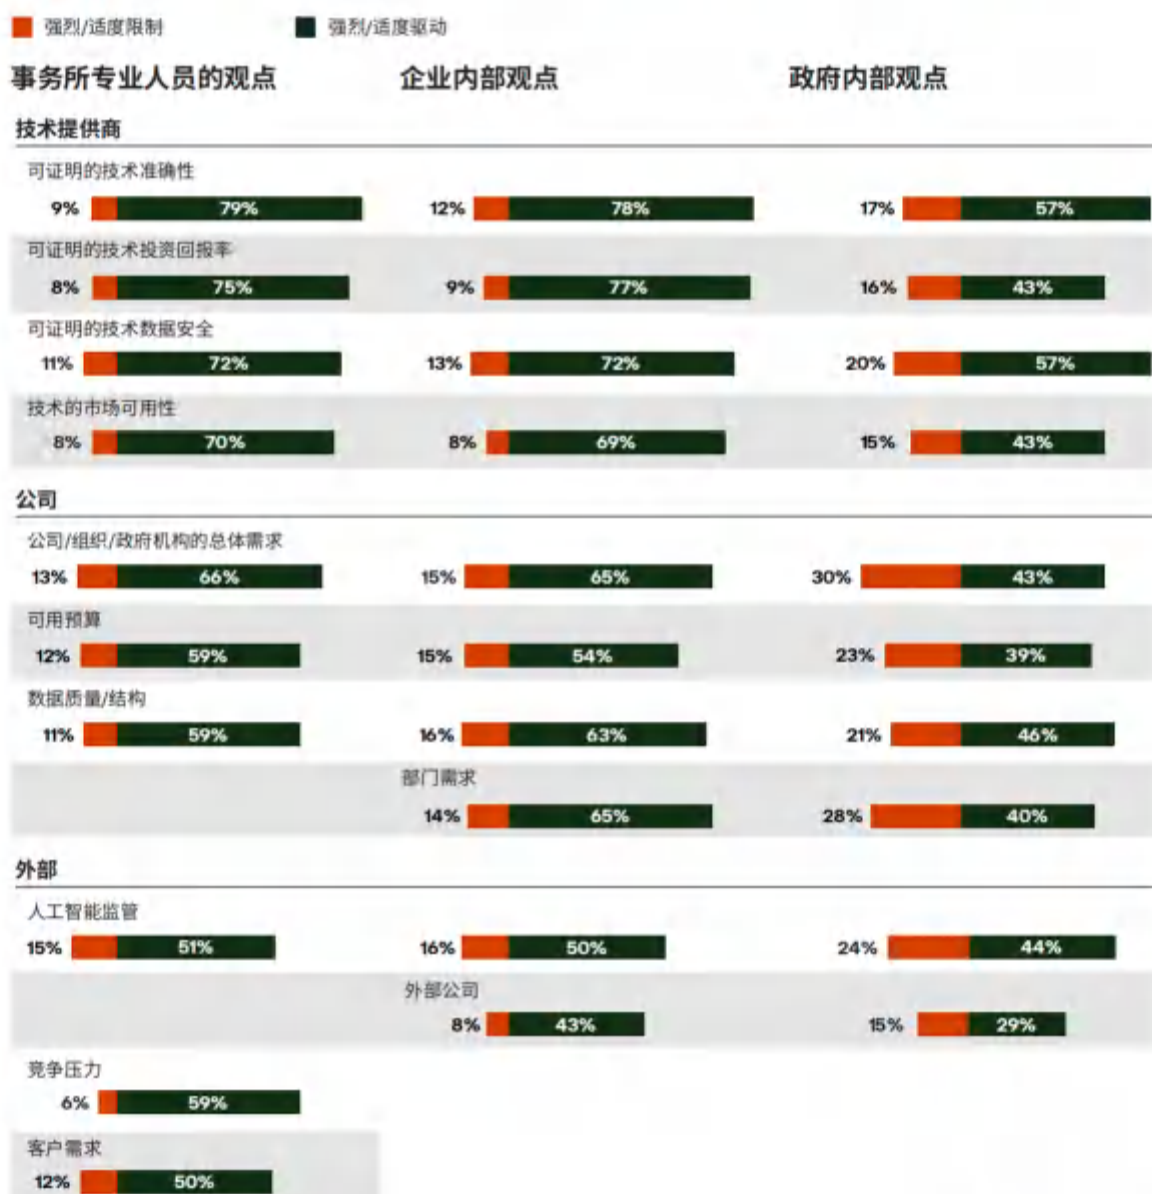 强烈/适度限制 强烈/适度驱动
事务所专业人员的观点 企业内部观点 政府内部观点
技术提供商
可证明的技术准确性
9% 79% 12% 78% 17% 57%
可证明的技术投资回报率
8% 75% 9% 77% 16% 43%
可证明的技术数据安全
11% 72% 13% 72% 20% 57%
技术的市场可用性
8% 70% 8% 69% 15% 43%
公司
公司/组织/政府机构的总体需求
13% 66% 15% 65% 30% 43%
可用预算
12% 59% 15% 54% 23% 39%
数据质量/结构
11% 59% 16% 63% 21% 46%
部门需求
14% 65% 28% 40%
外部
人工智能监管
15% 51% 16% 50% 24% 44%
外部公司
8% 43% 15% 29%
竞争压力
6% 59%
客户需求
12% 50%